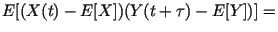 E[(X(t) − E[X])(Y(t + τ) − E[Y])] =